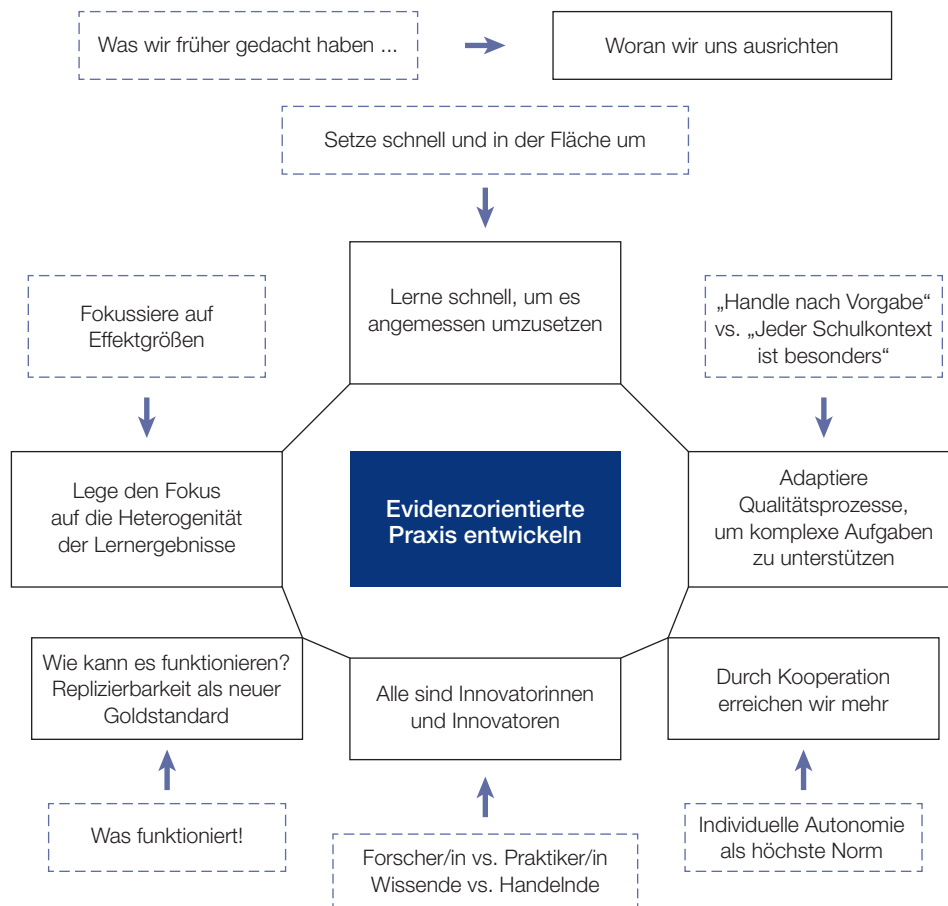 Was wir früher gedacht haben ...
Woran wir uns ausrichten
Setze schnell und in der Fläche um
Lerne schnell, um es
angemessen umzusetzen
Fokussiere auf
Effektgrößen
„Handle nach Vorgabe“
vs. „Jeder Schulkontext
ist besonders“
Lege den Fokus
auf die Heterogenität
der Lernergebnisse
Evidenzorientierte
Praxis entwickeln
Adaptiere
Qualitätsprozesse,
um komplexe Aufgaben
zu unterstützen
Wie kann es funktionieren?
Replizierbarkeit als neuer
Goldstandard
Alle sind Innovatorinnen
und Innovatoren
Durch Kooperation
erreichen wir mehr
Was funktioniert!
Forscher/in vs. Praktiker/in
Wissende vs. Handelnde
Individuelle Autonomie
als höchste Norm